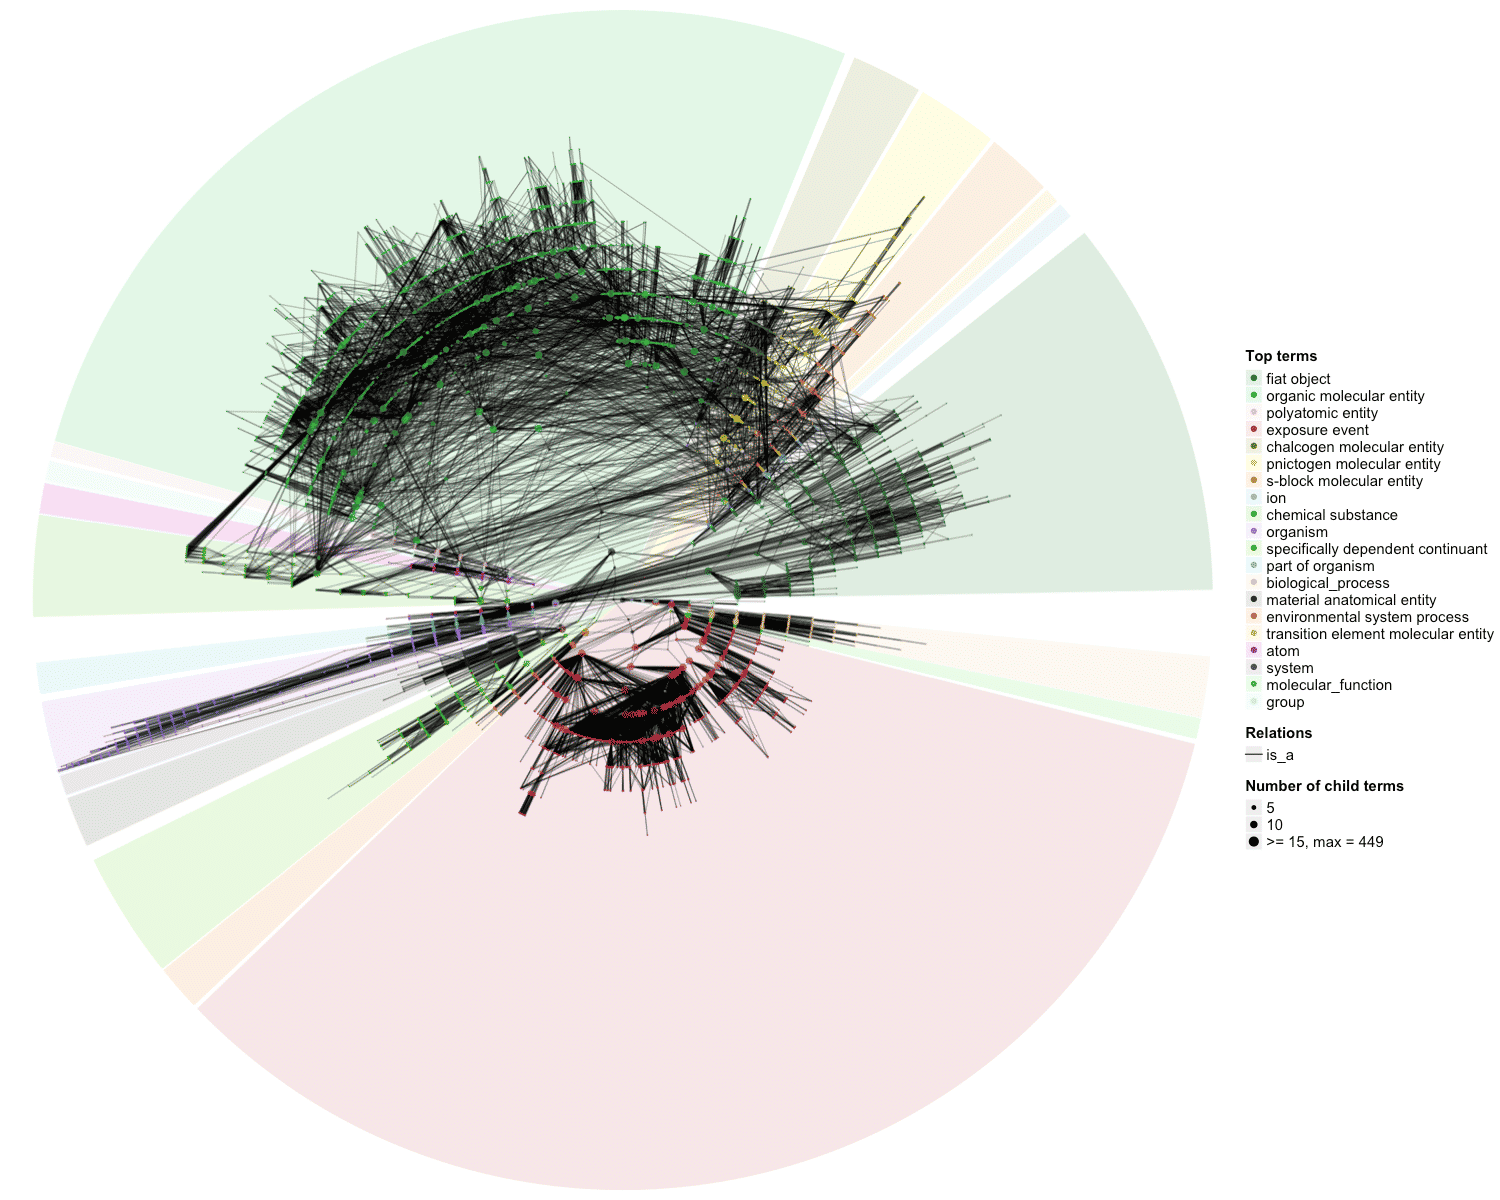 Top terms
fiat object
organic molecular entity
polyatomic entity
exposure event
chalcogen molecular entity
pnictogen molecular entity
s-block molecular entity
ion
chemical substance
organism
specifically dependent continuant
part of organism
biological_process
material anatomical entity
environmental system process
transition element molecular entity
atom
system
molecular_function
group
Relations
is_a
Number of child terms
5
10
>= 15, max = 449